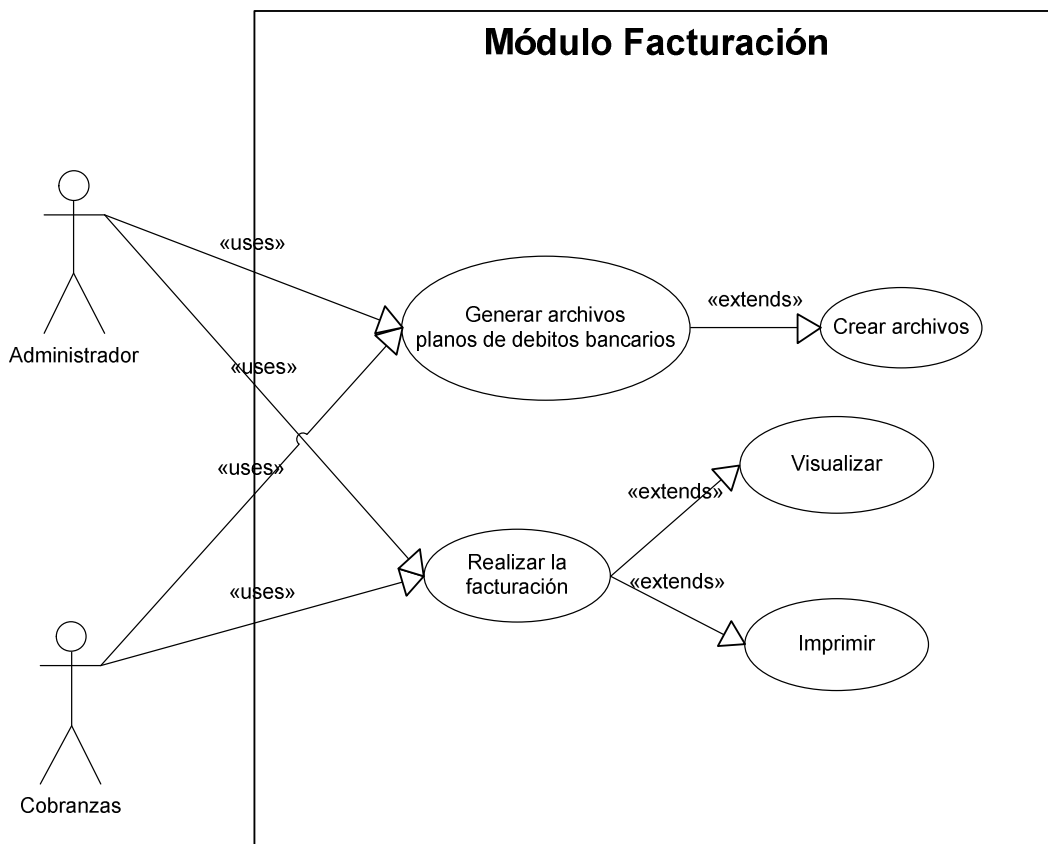 Módulo Facturación
«uses»
Generar archivos
planos de debitos bancarios
«extends»
Crear archivos
Administrador
«uses»
Visualizar
«uses»
«extends»
Realizar la
facturación
«uses»
«extends»
Imprimir
Cobranzas